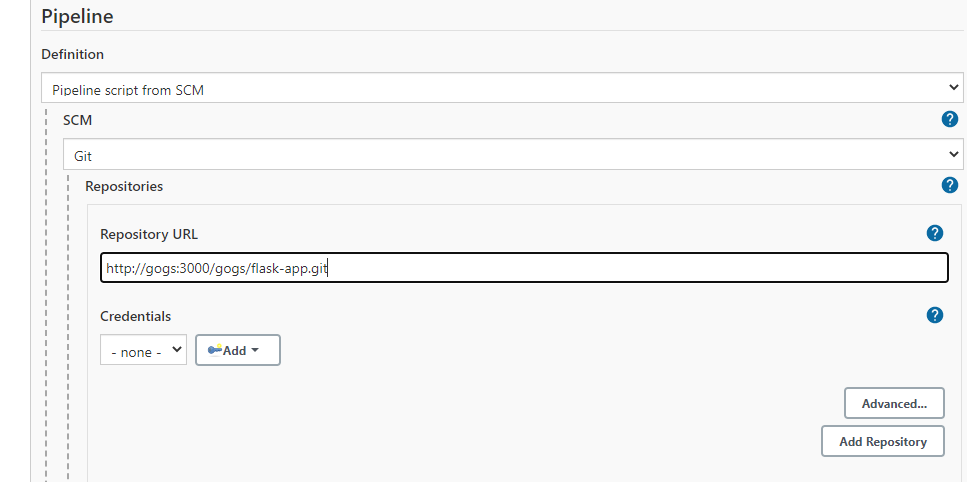 Pipeline
Definition
Pipeline script from SCM
SCM
?
Git
Repositories
?
Repository URL
?
http://gogs:3000/gogs/flask-app.git
Credentials
?
- none -
Add
Advanced...
Add Repository